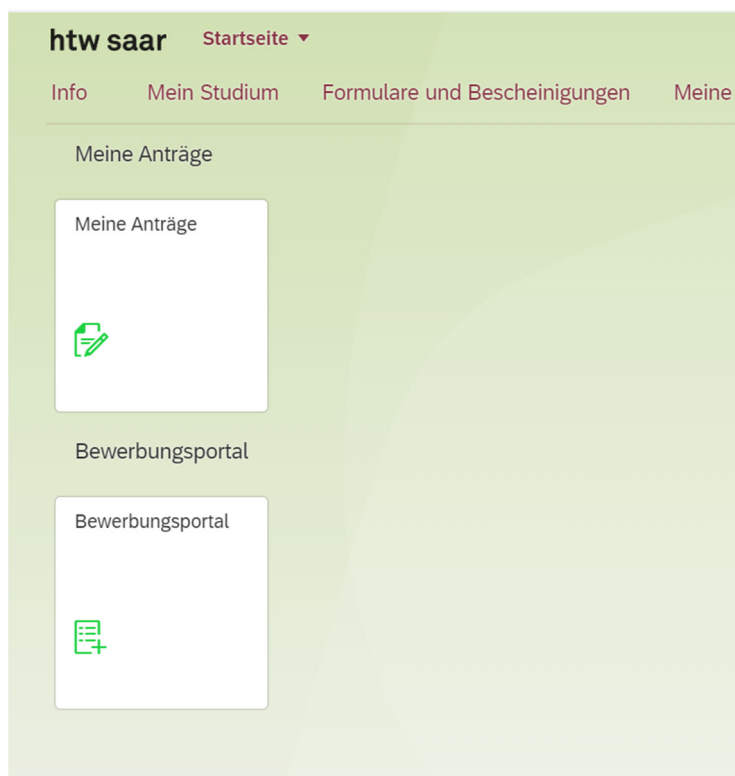 htw saar Startseite
Info Mein Studium Formulare und Bescheinigungen Meine
Meine Anträge
Meine Anträge
Bewerbungsportal
Bewerbungsportal